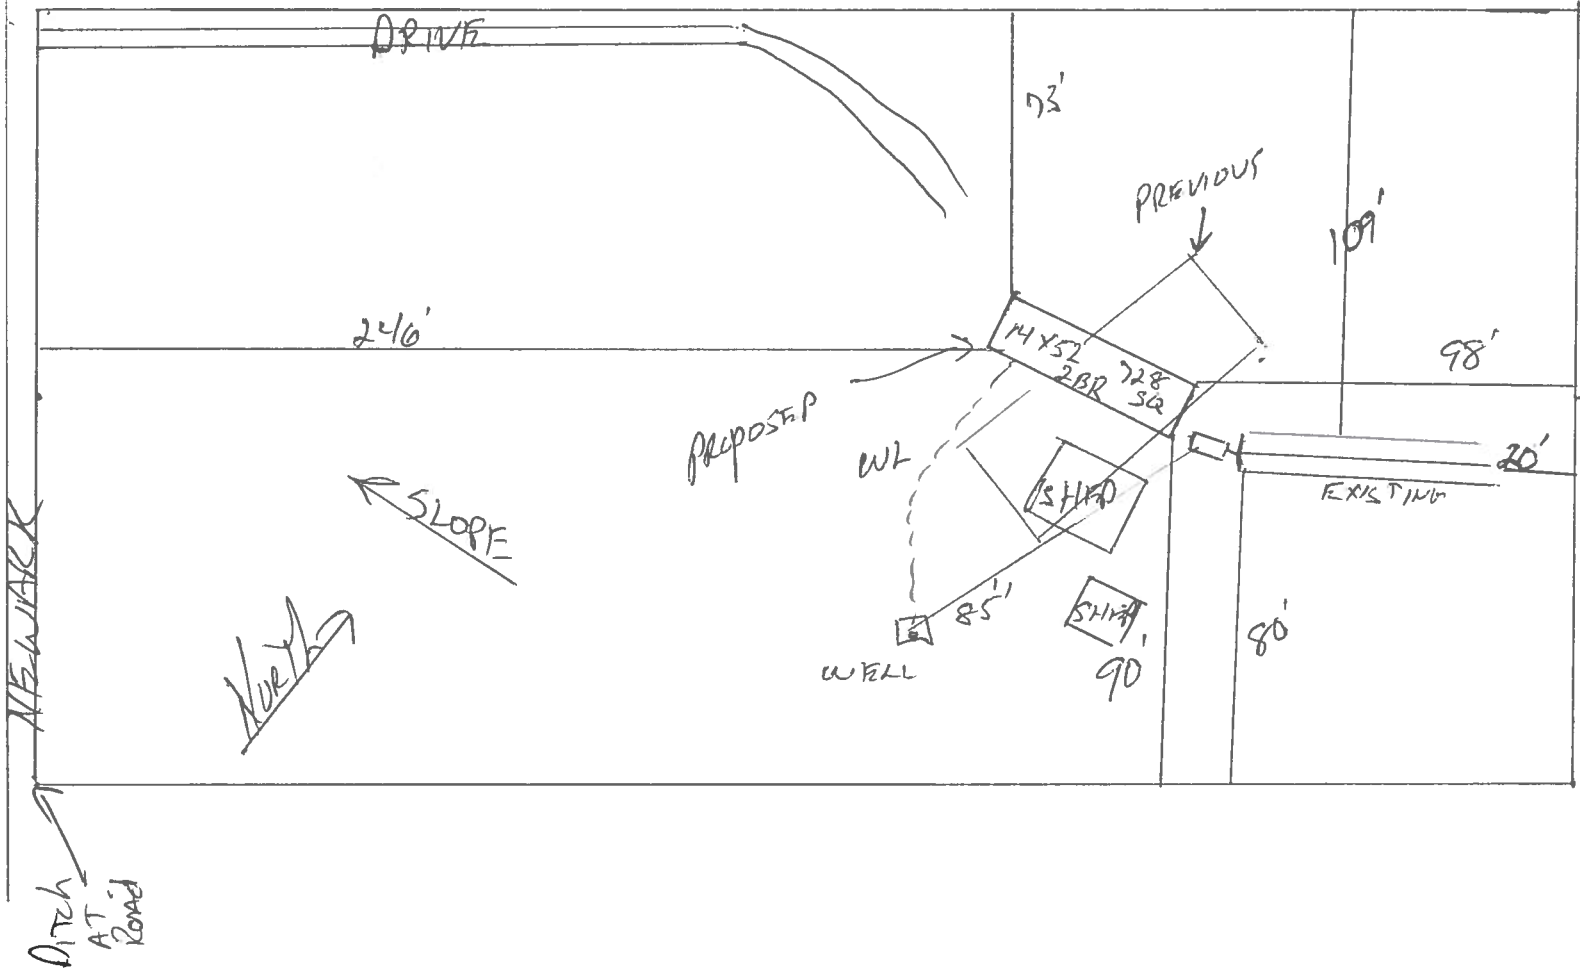 DRIVE
73'
PREVIOUS
109'
246'
14 X 52
2BR 728
SQ
98'
PROPOSED
WL
SHED
20'
EXISTING
SLOPE
NEWARK
NORTH
85'
SHED
90'
80'
WELL
DITCH
AT
ROAD